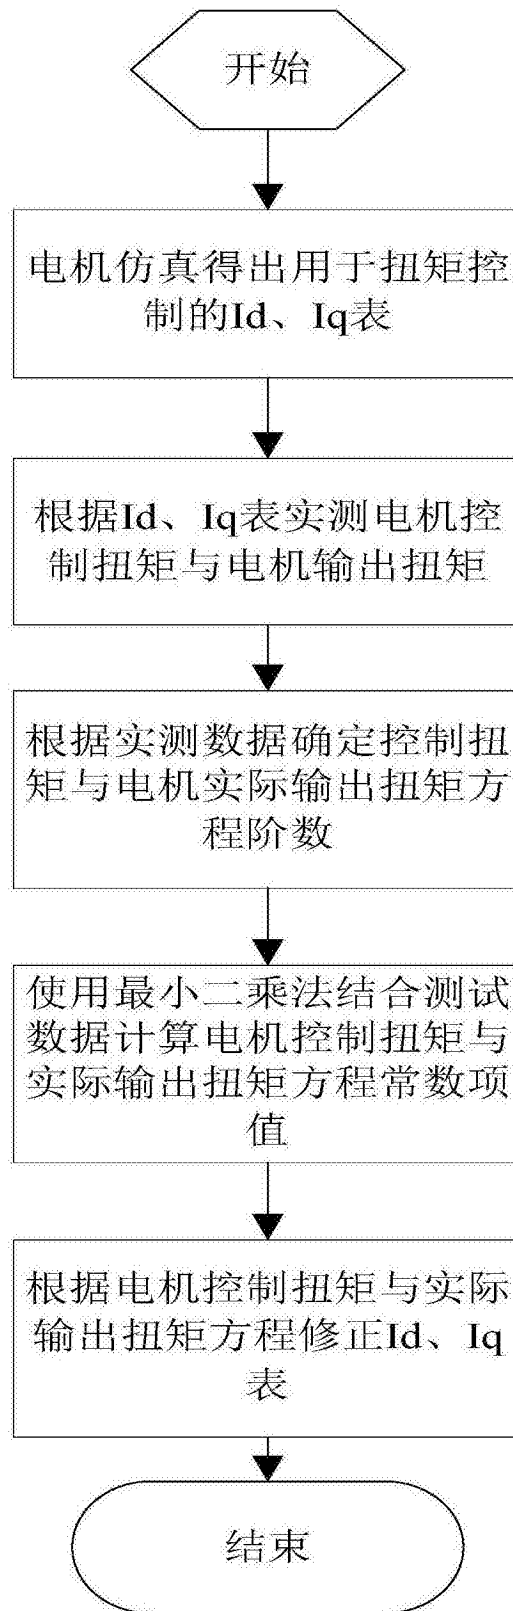 开始
电机仿真得出用于扭矩控
制的Id、Iq表
根据Id、Iq表实测电机控
制扭矩与电机输出扭矩
根据实测数据确定控制扭
矩与电机实际输出扭矩方
程阶数
使用最小二乘法结合测试
数据计算电机控制扭矩与
实际输出扭矩方程常数项
值
根据电机控制扭矩与实际
输出扭矩方程修正Id、Iq
表
结束